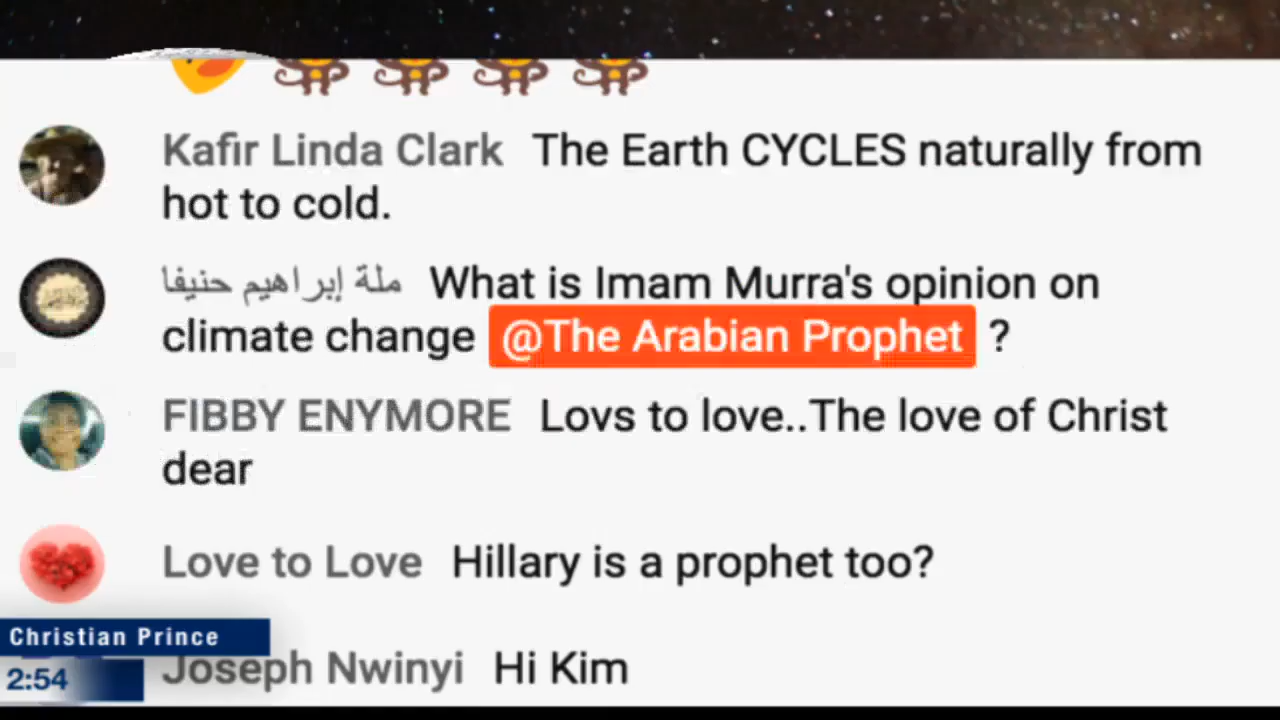 Kafir Linda Clark The Earth CYCLES naturally from
hot to cold.
ملة إبراهيم حنيفا What is Imam Murra's opinion on
climate change @The Arabian Prophet ?
FIBBY ENYMORE Lovs to love..The love of Christ
dear
Love to Love Hillary is a prophet too?
Christian Prince
Joseph Nwinyi Hi Kim
2:54